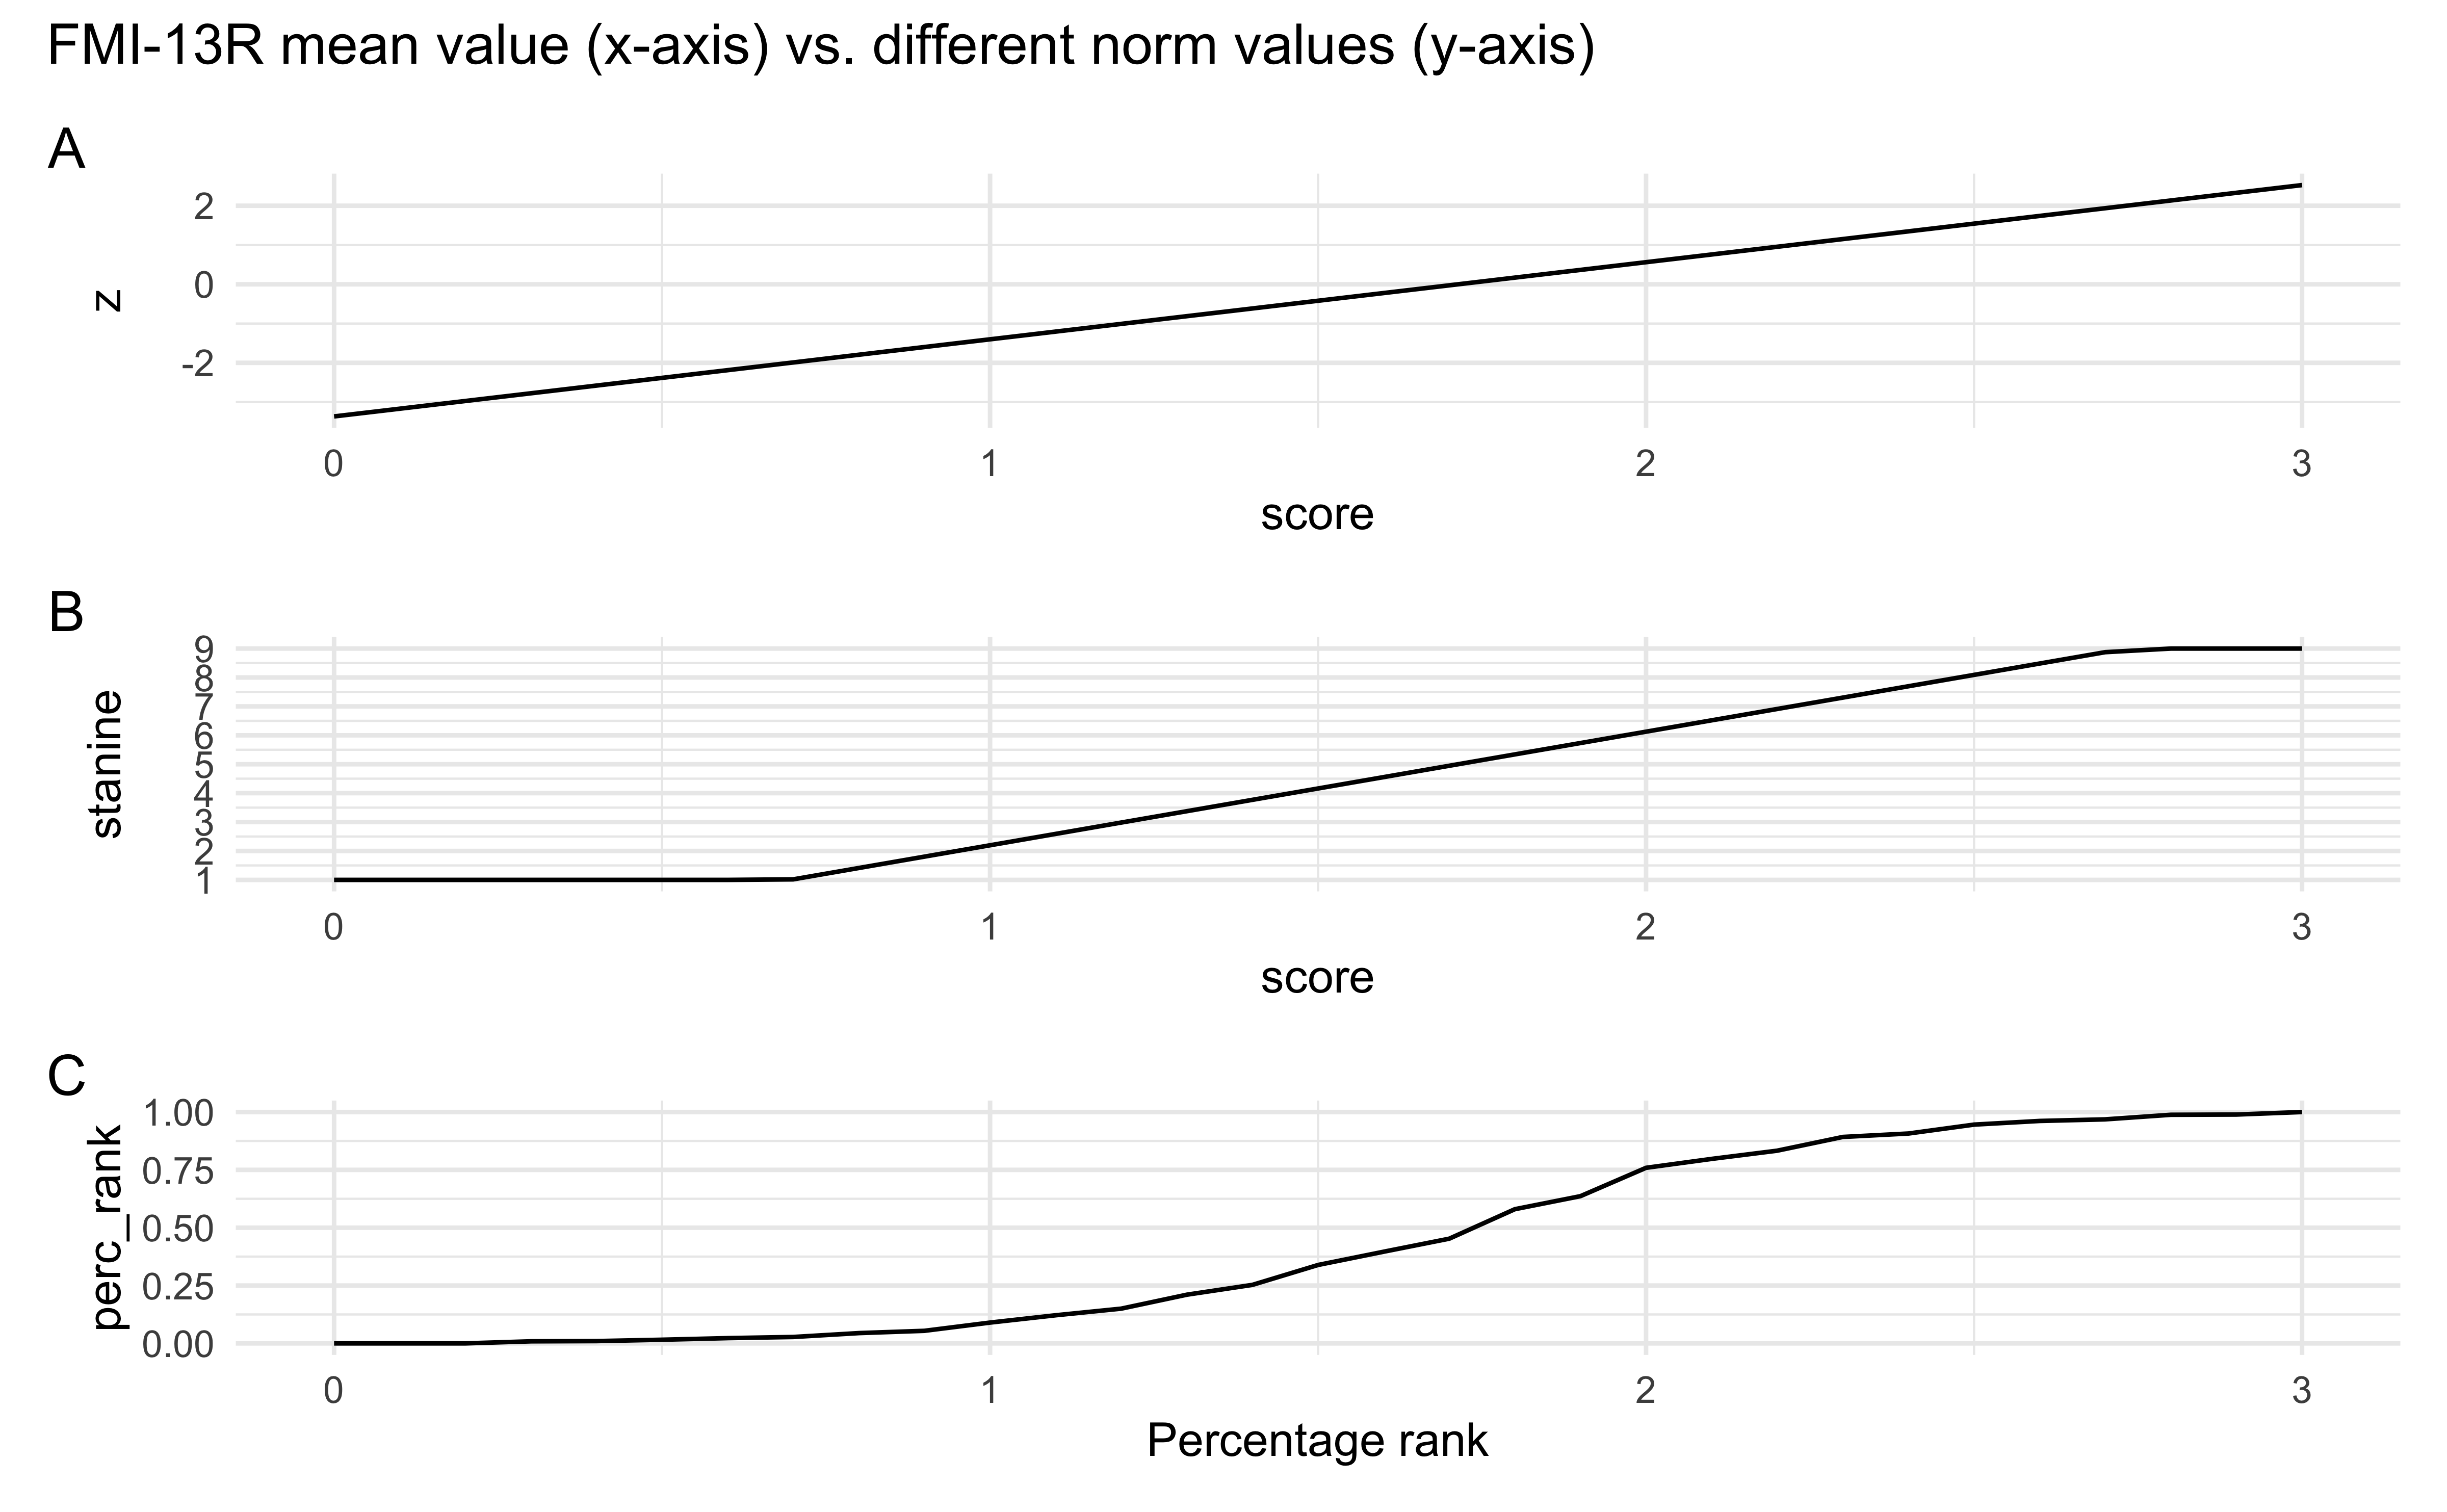 FMI-13R mean value (x-axis) vs. different norm values (y-axis)
A
z
2
0
-2
0 1 2 3
score
B
stanine
9
8
7
6
5
4
3
2
1
0 1 2 3
score
C
perc_rank
1.00
0.75
0.50
0.25
0.00
0 1 2 3
Percentage rank